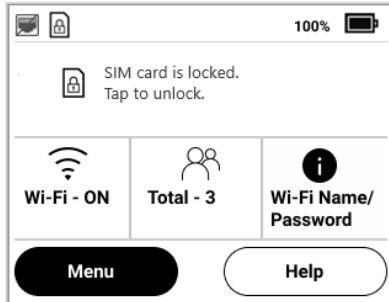 100%
SIM card is locked.
Tap to unlock.
Wi-Fi - ON
Total - 3
Wi-Fi Name/
Password
Menu
Help